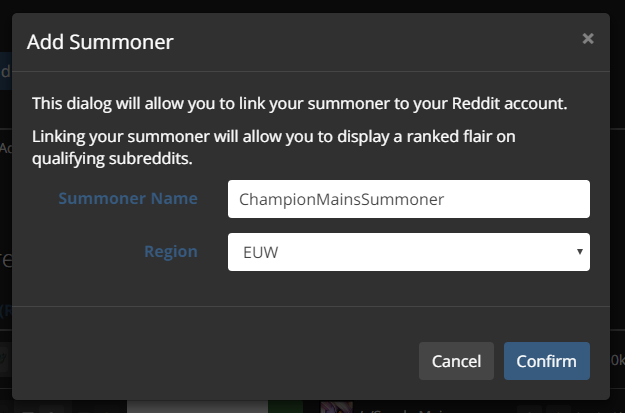 Add Summoner
×
This dialog will allow you to link your summoner to your Reddit account.
Linking your summoner will allow you to display a ranked flair on
qualifying subreddits.
Summoner Name ChampionMainsSummoner
Region EUW
Cancel Confirm